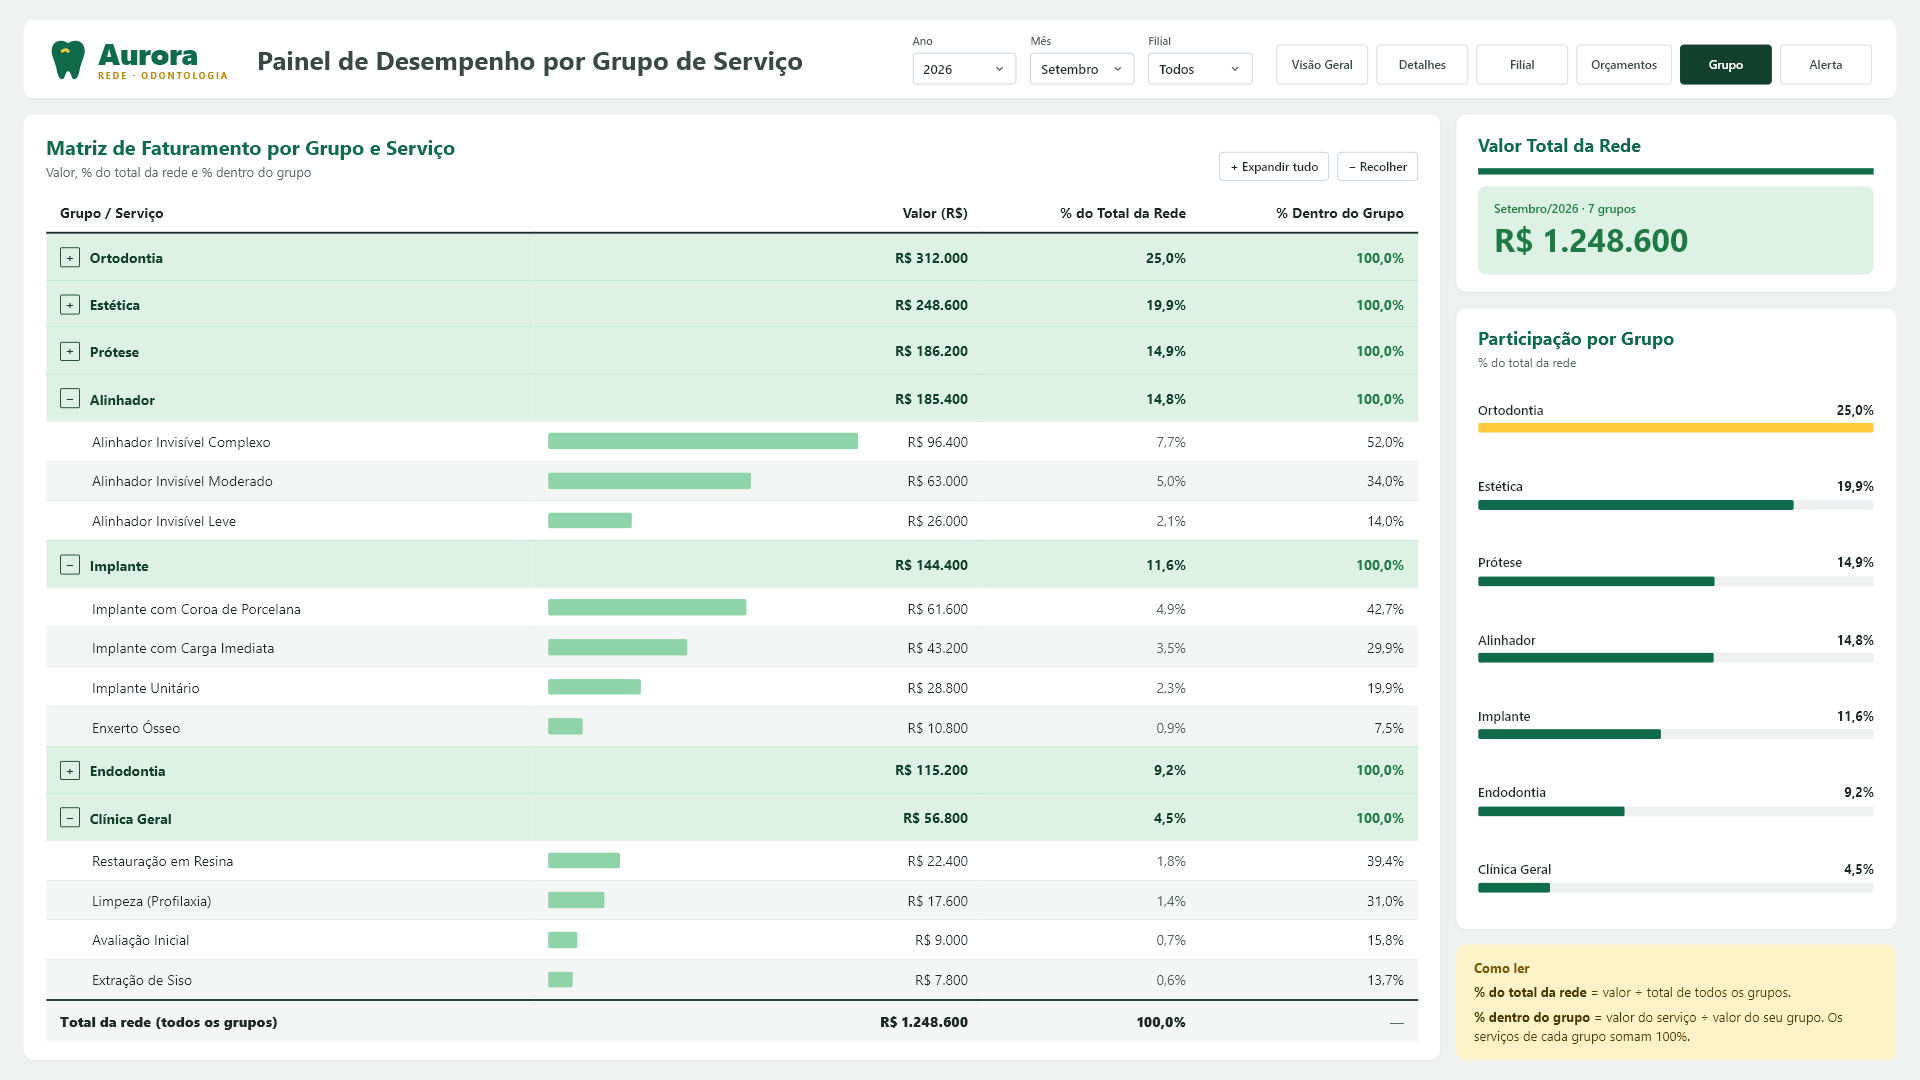 Aurora
REDE · ODONTOLOGIA
Painel de Desempenho por Grupo de Serviço
Ano
2026
Mês
Setembro
Filial
Todos
Visão Geral
Detalhes
Filial
Orçamentos
Grupo
Alerta
Matriz de Faturamento por Grupo e Serviço
Valor, % do total da rede e % dentro do grupo
+ Expandir tudo
− Recolher
Grupo / Serviço Valor (R$) % do Total da Rede % Dentro do Grupo
+ Ortodontia R$ 312.000 25,0% 100,0%
+ Estética R$ 248.600 19,9% 100,0%
+ Prótese R$ 186.200 14,9% 100,0%
− Alinhador R$ 185.400 14,8% 100,0%
Alinhador Invisível Complexo R$ 96.400 7,7% 52,0%
Alinhador Invisível Moderado R$ 63.000 5,0% 34,0%
Alinhador Invisível Leve R$ 26.000 2,1% 14,0%
− Implante R$ 144.400 11,6% 100,0%
Implante com Coroa de Porcelana R$ 61.600 4,9% 42,7%
Implante com Carga Imediata R$ 43.200 3,5% 29,9%
Implante Unitário R$ 28.800 2,3% 19,9%
Enxerto Ósseo R$ 10.800 0,9% 7,5%
+ Endodontia R$ 115.200 9,2% 100,0%
− Clínica Geral R$ 56.800 4,5% 100,0%
Restauração em Resina R$ 22.400 1,8% 39,4%
Limpeza (Profilaxia) R$ 17.600 1,4% 31,0%
Avaliação Inicial R$ 9.000 0,7% 15,8%
Extração de Siso R$ 7.800 0,6% 13,7%
Total da rede (todos os grupos) R$ 1.248.600 100,0% —
Valor Total da Rede
Setembro/2026 · 7 grupos
R$ 1.248.600
Participação por Grupo
% do total da rede
Ortodontia 25,0%
Estética 19,9%
Prótese 14,9%
Alinhador 14,8%
Implante 11,6%
Endodontia 9,2%
Clínica Geral 4,5%
Como ler
% do total da rede = valor ÷ total de todos os grupos.
% dentro do grupo = valor do serviço ÷ valor do seu grupo. Os
serviços de cada grupo somam 100%.